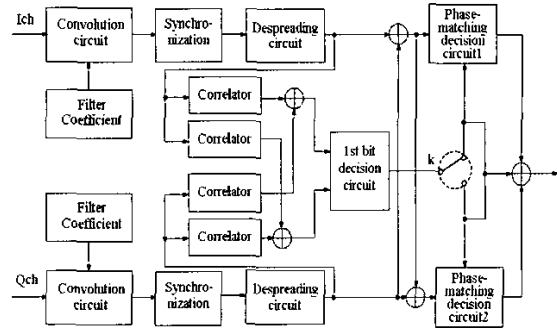 Ich
Convolution
circuit
Synchro-
nization
Despreading
circuit
Phase-
matching
decision
circuit1
Filter
Coefficient
Correlator
Correlator
1st bit
decision
circuit
k
Correlator
Correlator
Filter
Coefficient
Qch
Convolution
circuit
Synchro-
nization
Despreading
circuit
Phase-
matching
decision
circuit2